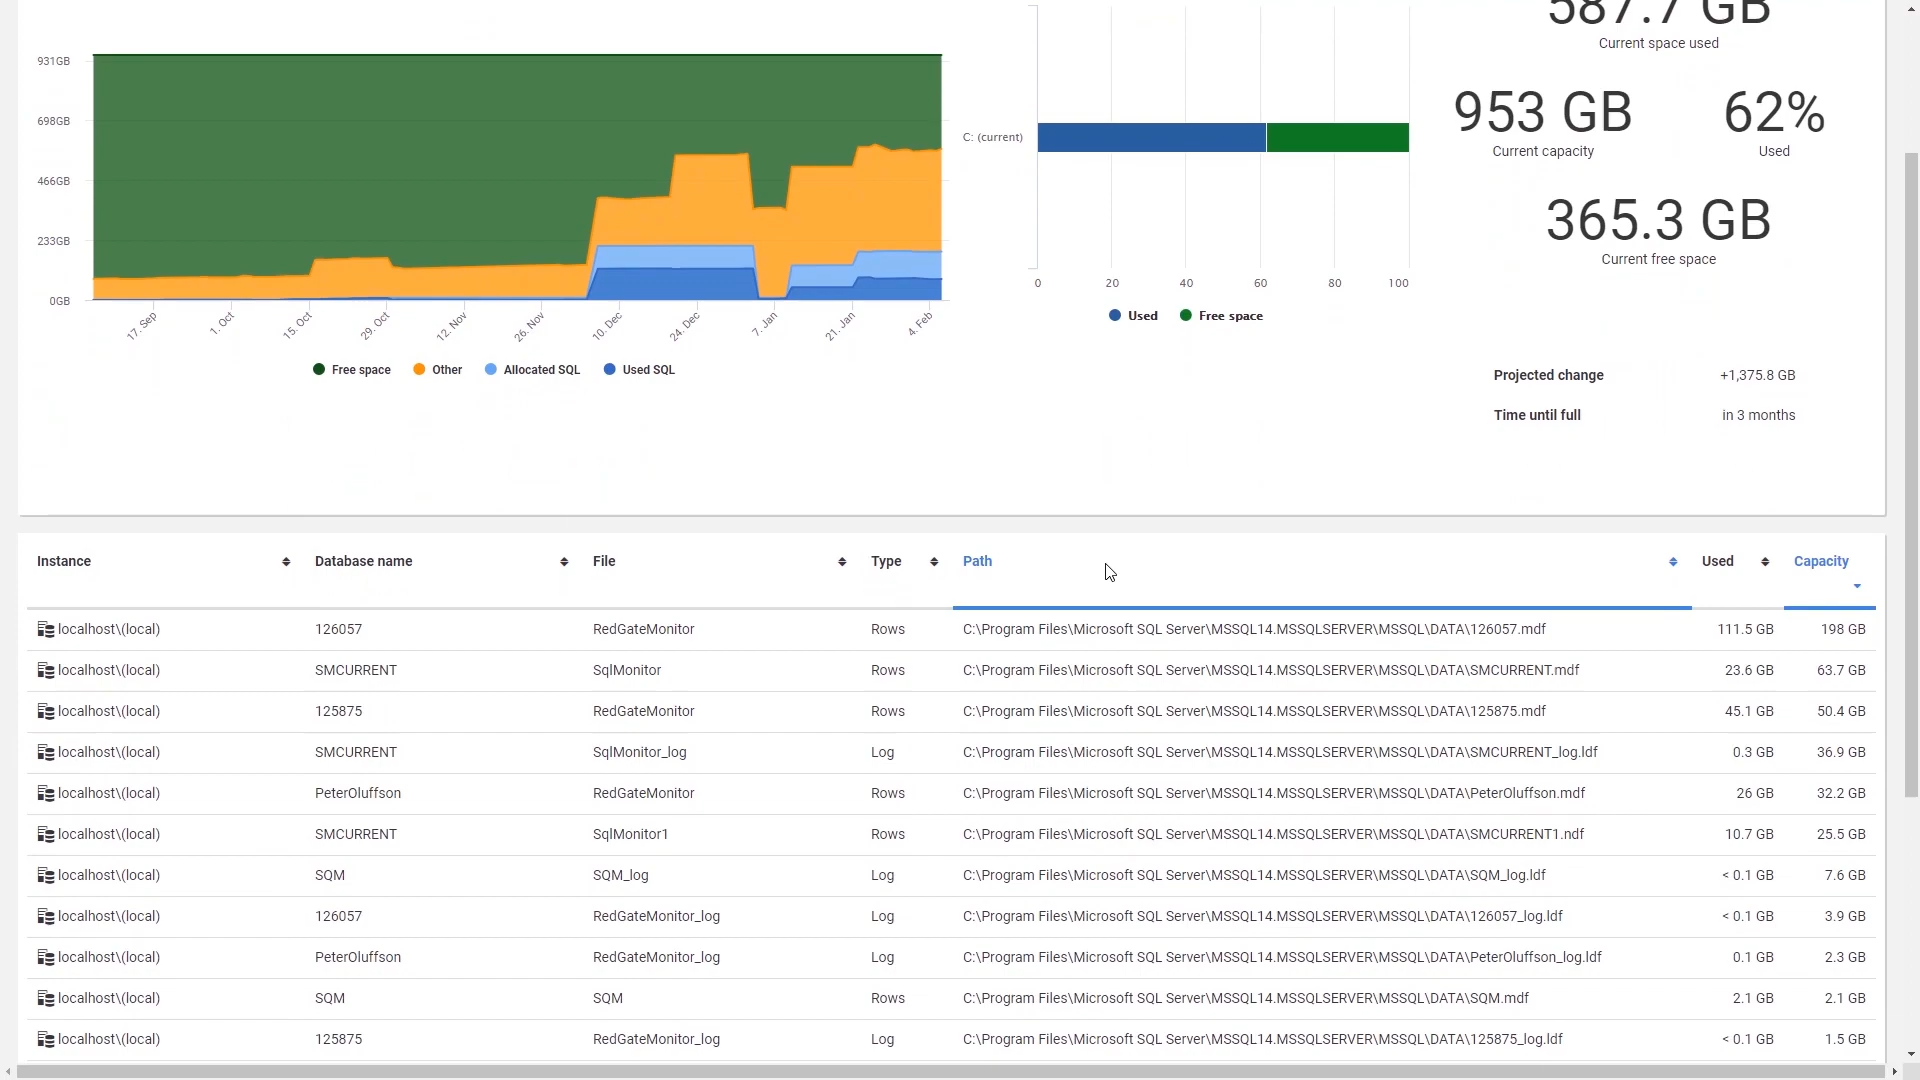 587.7 GB
Current space used
931GB
698GB
466GB
233GB
0GB
17. Sep
1. Oct
15. Oct
29. Oct
12. Nov
26. Nov
10. Dec
24. Dec
7. Jan
21. Jan
4. Feb
Free space Other Allocated SQL Used SQL
C: (current)
0 20 40 60 80 100
Used Free space
953 GB 62%
Current capacity Used
365.3 GB
Current free space
Projected change +1,375.8 GB
Time until full in 3 months
Instance Database name File Type Path Used Capacity
localhost\(local) 126057 RedGateMonitor Rows C:\Program Files\Microsoft SQL Server\MSSQL14.MSSQLSERVER\MSSQL\DATA\126057.mdf 111.5 GB 198 GB
localhost\(local) SMCURRENT SqlMonitor Rows C:\Program Files\Microsoft SQL Server\MSSQL14.MSSQLSERVER\MSSQL\DATA\SMCURRENT.mdf 23.6 GB 63.7 GB
localhost\(local) 125875 RedGateMonitor Rows C:\Program Files\Microsoft SQL Server\MSSQL14.MSSQLSERVER\MSSQL\DATA\125875.mdf 45.1 GB 50.4 GB
localhost\(local) SMCURRENT SqlMonitor_log Log C:\Program Files\Microsoft SQL Server\MSSQL14.MSSQLSERVER\MSSQL\DATA\SMCURRENT_log.ldf 0.3 GB 36.9 GB
localhost\(local) PeterOluffson RedGateMonitor Rows C:\Program Files\Microsoft SQL Server\MSSQL14.MSSQLSERVER\MSSQL\DATA\PeterOluffson.mdf 26 GB 32.2 GB
localhost\(local) SMCURRENT SqlMonitor1 Rows C:\Program Files\Microsoft SQL Server\MSSQL14.MSSQLSERVER\MSSQL\DATA\SMCURRENT1.ndf 10.7 GB 25.5 GB
localhost\(local) SQM SQM_log Log C:\Program Files\Microsoft SQL Server\MSSQL14.MSSQLSERVER\MSSQL\DATA\SQM_log.ldf < 0.1 GB 7.6 GB
localhost\(local) 126057 RedGateMonitor_log Log C:\Program Files\Microsoft SQL Server\MSSQL14.MSSQLSERVER\MSSQL\DATA\126057_log.ldf < 0.1 GB 3.9 GB
localhost\(local) PeterOluffson RedGateMonitor_log Log C:\Program Files\Microsoft SQL Server\MSSQL14.MSSQLSERVER\MSSQL\DATA\PeterOluffson_log.ldf 0.1 GB 2.3 GB
localhost\(local) SQM SQM Rows C:\Program Files\Microsoft SQL Server\MSSQL14.MSSQLSERVER\MSSQL\DATA\SQM.mdf 2.1 GB 2.1 GB
localhost\(local) 125875 RedGateMonitor_log Log C:\Program Files\Microsoft SQL Server\MSSQL14.MSSQLSERVER\MSSQL\DATA\125875_log.ldf < 0.1 GB 1.5 GB